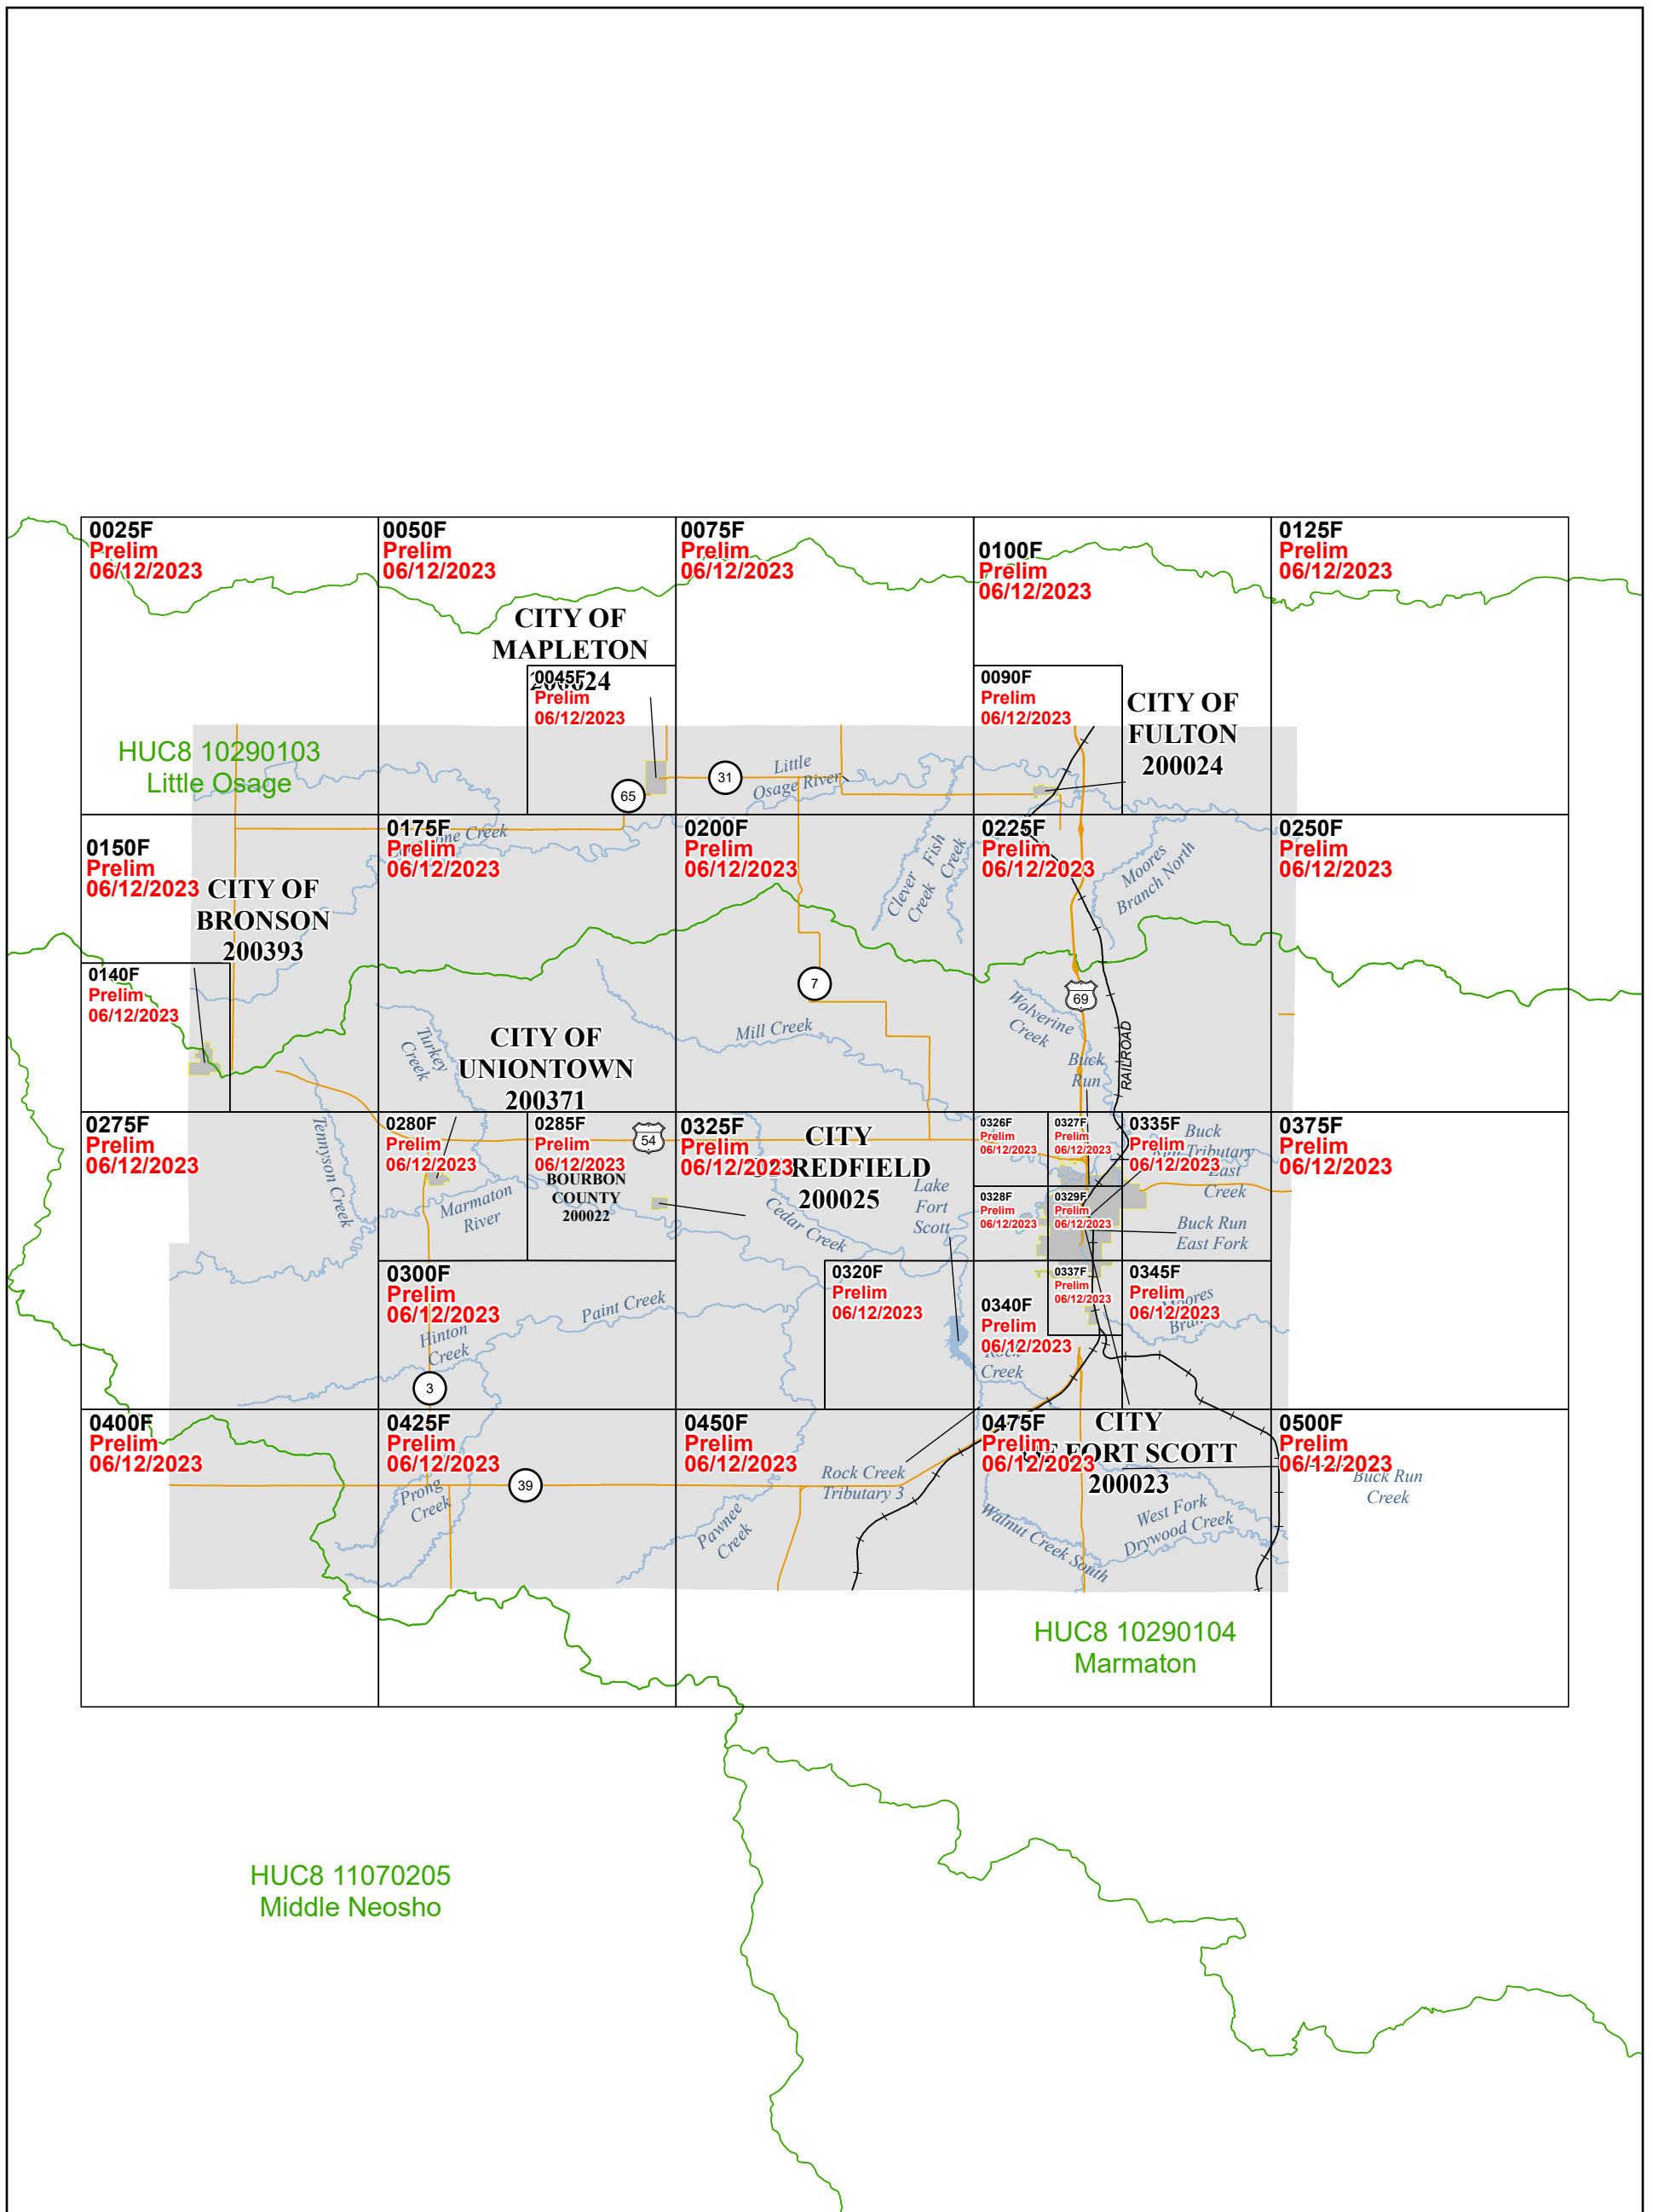 0025F
Prelim
06/12/2023
0050F
Prelim
06/12/2023
0075F
Prelim
06/12/2023
0100F
Prelim
06/12/2023
0125F
Prelim
06/12/2023
CITY OF
MAPLETON
0045F
Prelim
06/12/2023
0090F
Prelim
06/12/2023
CITY OF
FULTON
200024
HUC8 10290103
Little Osage
65
31
Little
Osage River
0150F
Prelim
06/12/2023
CITY OF
BRONSON
200393
0175F
Prelim
06/12/2023
Creek
0200F
Prelim
06/12/2023
Clever
Creek
Fish
Creek
0225F
Prelim
06/12/2023
Moores
Branch North
0250F
Prelim
06/12/2023
0140F
Prelim
06/12/2023
7
69
Turkey
Creek
CITY OF
UNIONTOWN
200371
Mill Creek
Wolverine
Creek
Buck
Run
RAILROAD
0275F
Prelim
06/12/2023
Tennyson Creek
0280F
Prelim
06/12/2023
Marmaton
River
0285F
Prelim
06/12/2023
BOURBON
COUNTY
200022
54
0325F
Prelim
06/12/2023
CITY
REDFIELD
200025
Cedar Creek
Lake
Fort
Scott
0326F
Prelim
06/12/2023
0327F
Prelim
06/12/2023
0335F
Prelim
06/12/2023
Buck
Tributary
East
Creek
0375F
Prelim
06/12/2023
0328F
Prelim
06/12/2023
0329F
Prelim
06/12/2023
Buck Run
East Fork
0300F
Prelim
06/12/2023
Hinton
Creek
Paint Creek
3
0320F
Prelim
06/12/2023
0340F
Prelim
06/12/2023
Rock
Creek
0337F
Prelim
06/12/2023
0345F
Prelim
06/12/2023
Moores
0400F
Prelim
06/12/2023
0425F
Prelim
06/12/2023
Prong
Creek
39
0450F
Prelim
06/12/2023
Pawnee
Creek
Rock Creek
Tributary 3
0475F
Prelim
06/12/2023
CITY
FORT SCOTT
200023
Walnut Creek South
West Fork
Drywood Creek
0500F
Prelim
06/12/2023
Buck Run
Creek
HUC8 10290104
Marmaton
HUC8 11070205
Middle Neosho